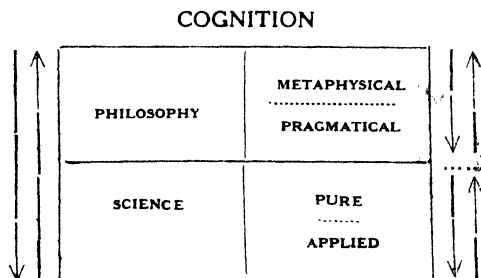 COGNITION
METAPHYSICAL
PHILOSOPHY
PRAGMATICAL
SCIENCE
PURE
APPLIED